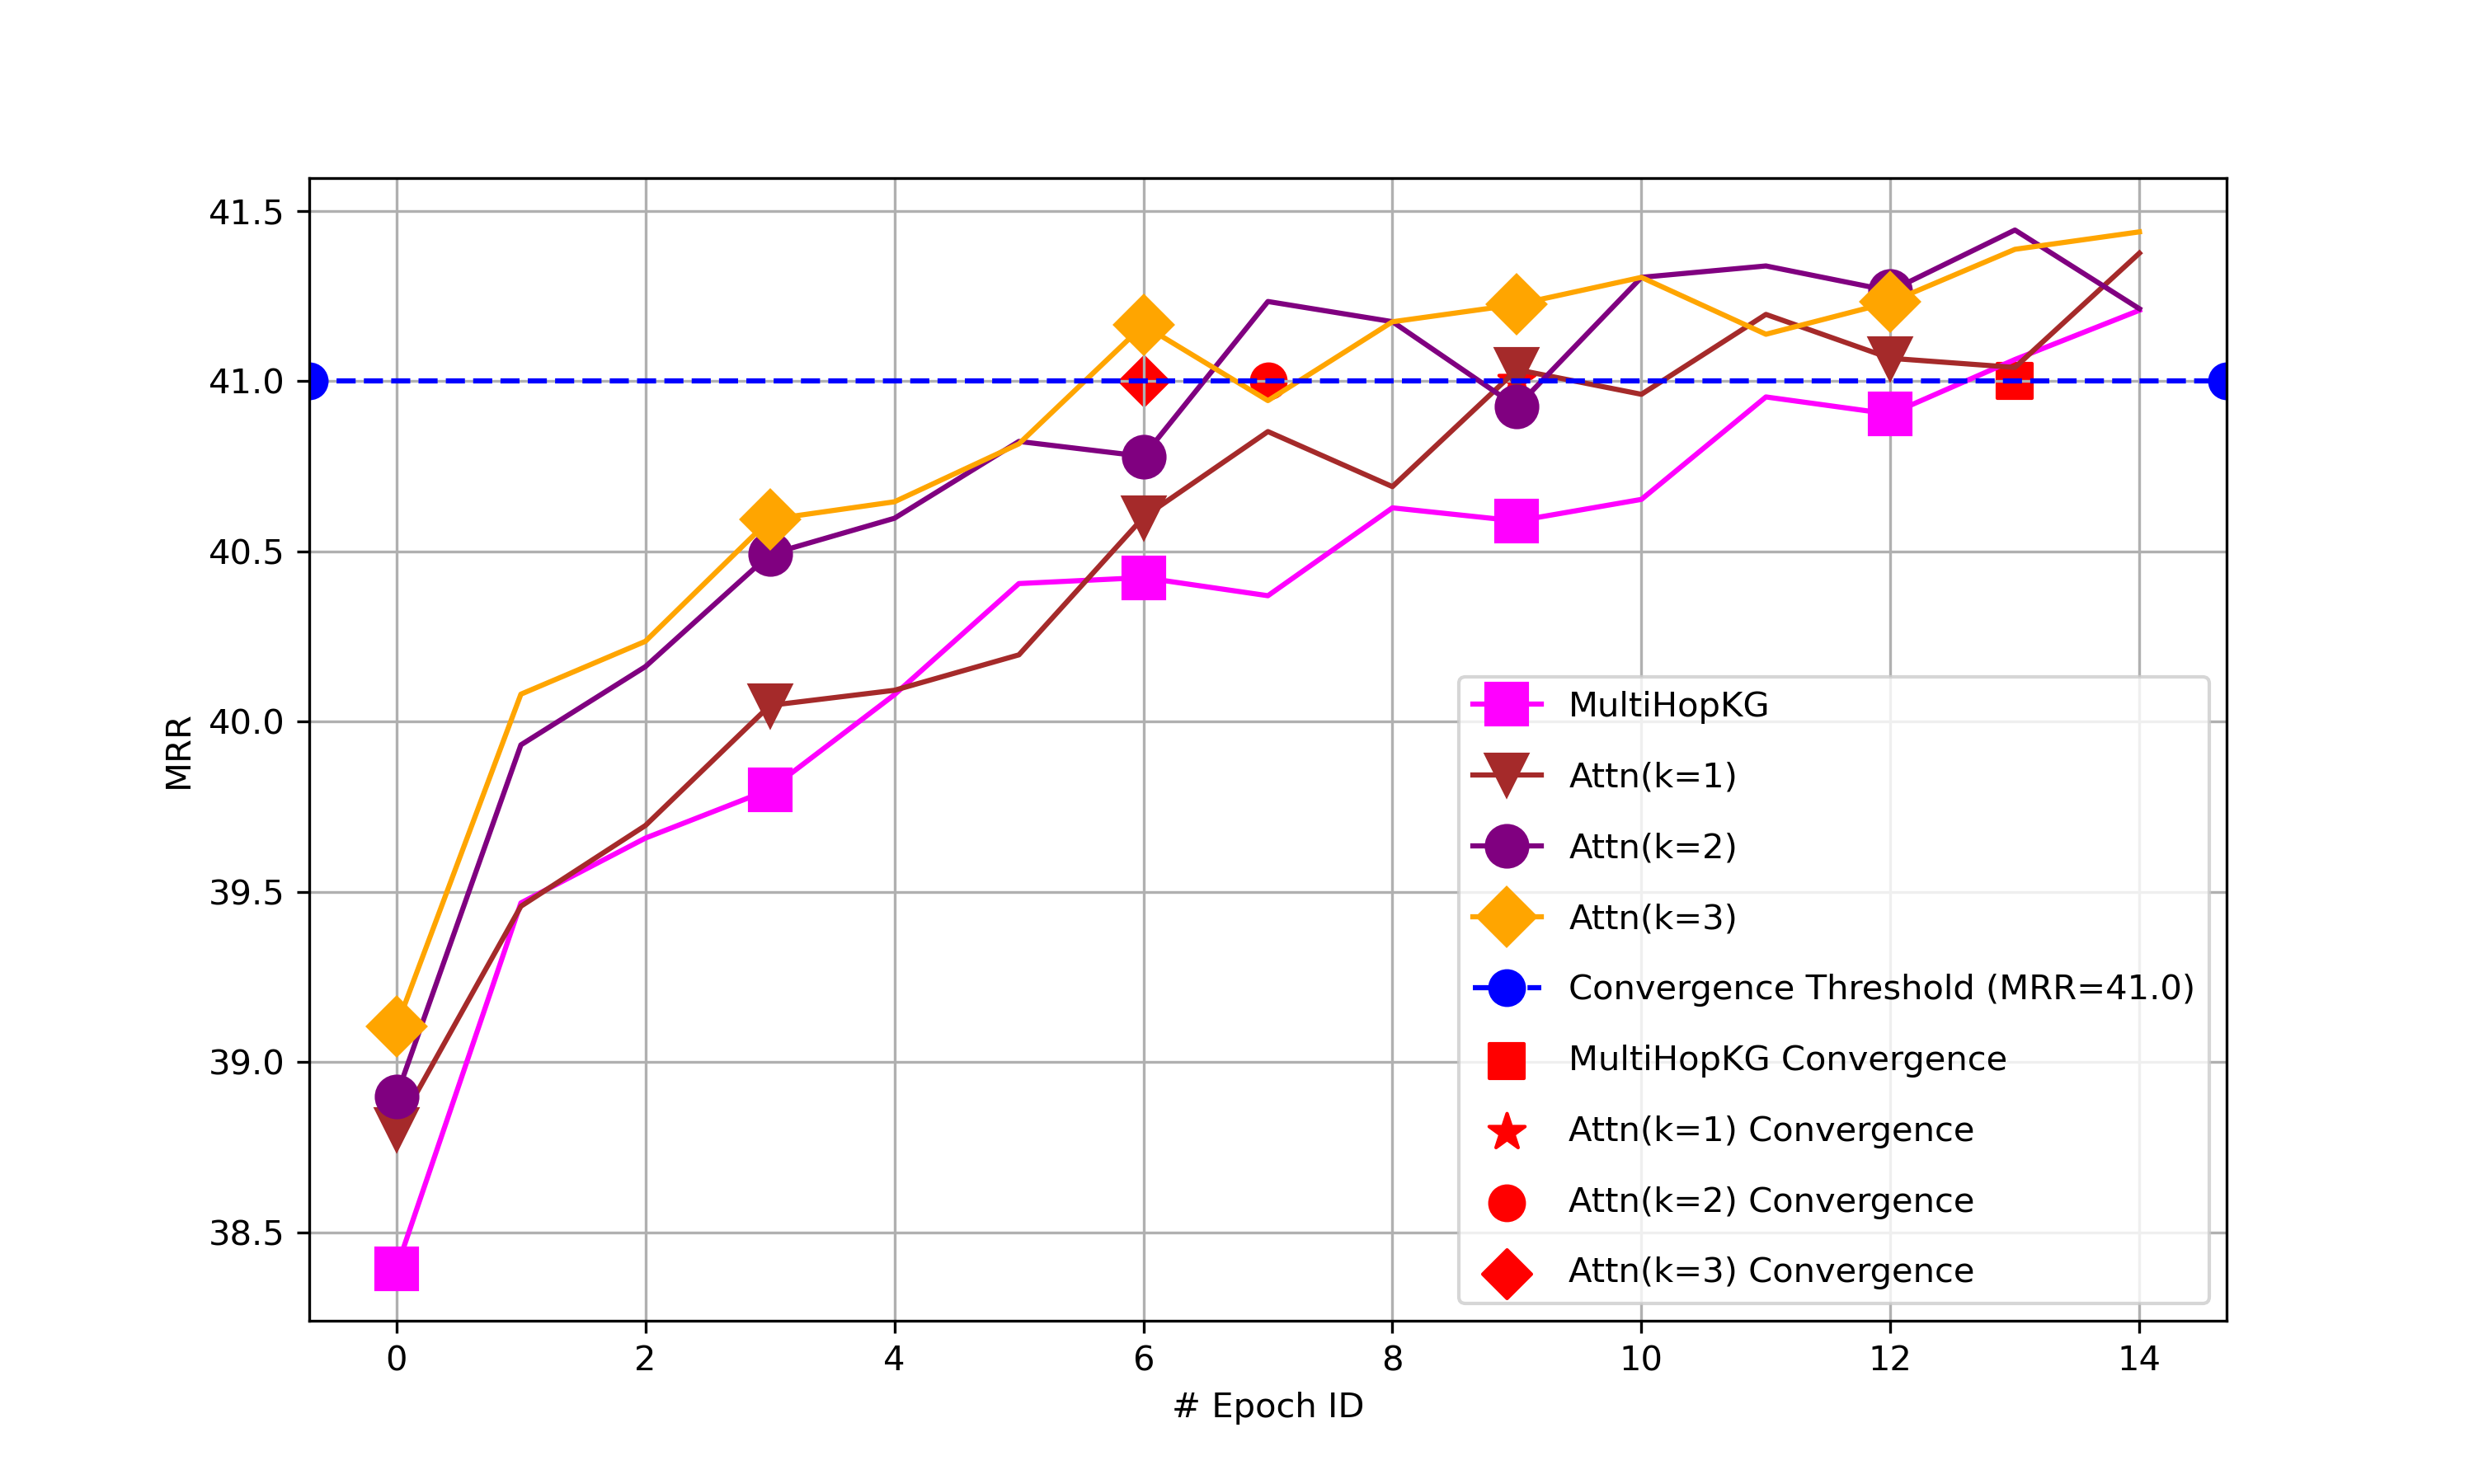 41.5
41.0
40.5
40.0
39.5
39.0
38.5
MRR
MultiHopKG
Attn(k=1)
Attn(k=2)
Attn(k=3)
Convergence Threshold (MRR=41.0)
MultiHopKG Convergence
Attn(k=1) Convergence
Attn(k=2) Convergence
Attn(k=3) Convergence
0 2 4 6 8 10 12 14
# Epoch ID